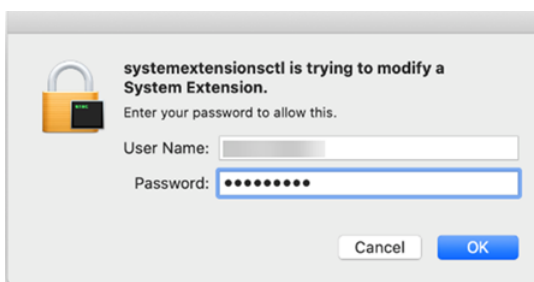 systemextensionsctl is trying to modify a
System Extension.
Enter your password to allow this.
User Name:
Password: •••••••••
Cancel OK